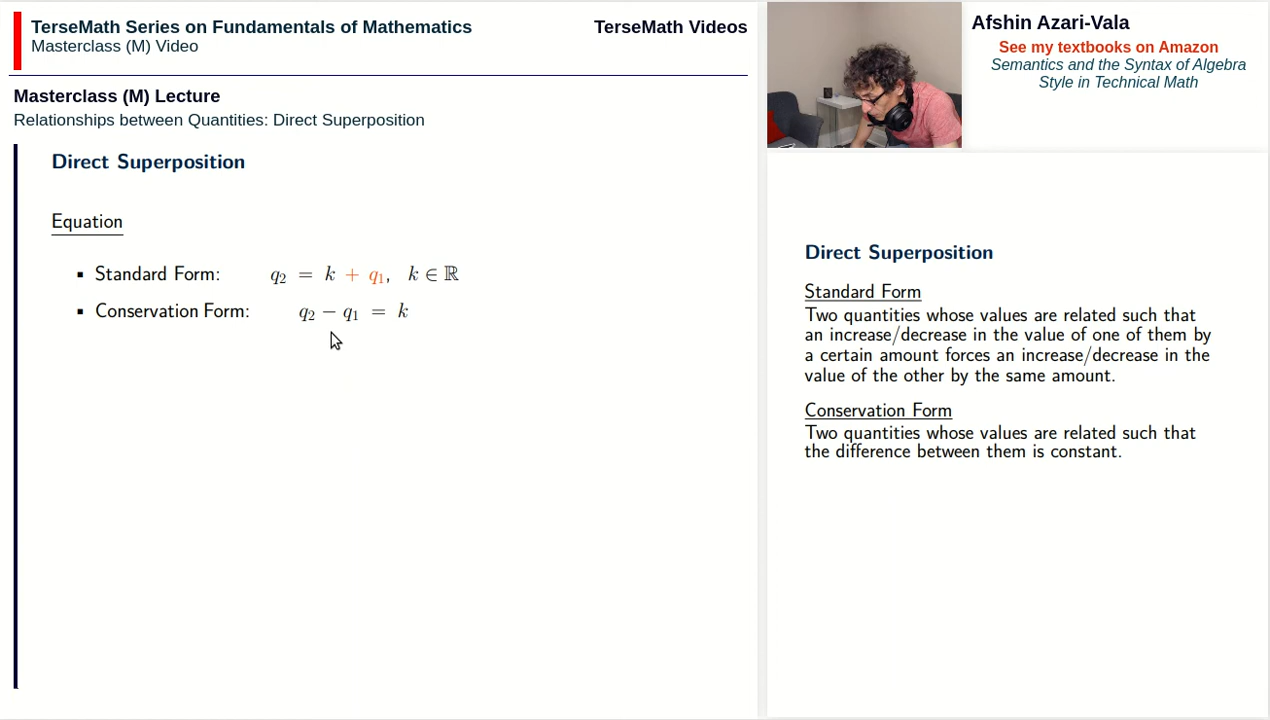 TerseMath Series on Fundamentals of Mathematics
Masterclass (M) Video
TerseMath Videos
Masterclass (M) Lecture
Relationships between Quantities: Direct Superposition
Direct Superposition
Equation
▪ Standard Form: q₂ = k + q₁, k ∈ ℝ
▪ Conservation Form: q₂ − q₁ = k
Afshin Azari-Vala
See my textbooks on Amazon
Semantics and the Syntax of Algebra
Style in Technical Math
Direct Superposition
Standard Form
Two quantities whose values are related such that
an increase/decrease in the value of one of them by
a certain amount forces an increase/decrease in the
value of the other by the same amount.
Conservation Form
Two quantities whose values are related such that
the difference between them is constant.